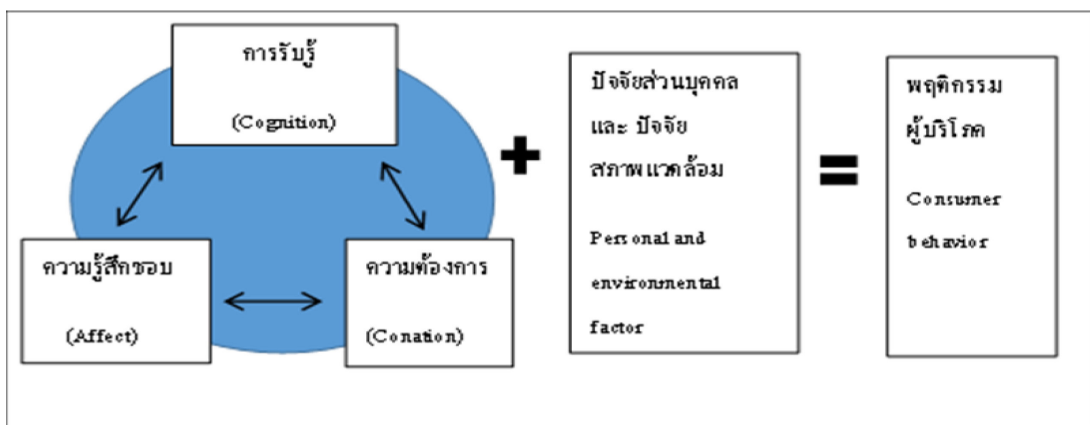 การรับรู้
(Cognition)
ความรู้สึกชอบ
(Affect)
ความต้องการ
(Conation)
+
ปัจจัยส่วนบุคคล
และ ปัจจัย
สภาพแวดล้อม
Personal and
environmental
factor
=
พฤติกรรม
ผู้บริโภค
Consumer
behavior